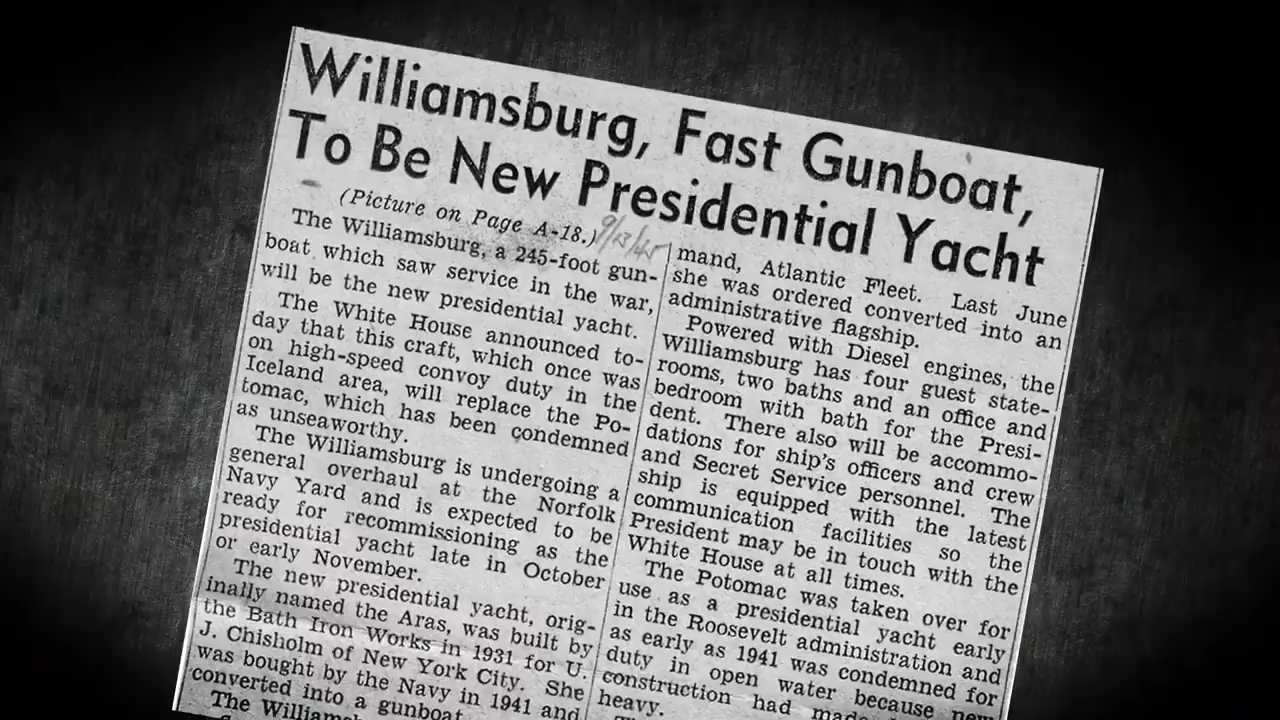 Williamsburg, Fast Gunboat,
To Be New Presidential Yacht
(Picture on Page A-18.)
9/13/45
The Williamsburg, a 245-foot gun-
boat which saw service in the war,
will be the new presidential yacht.
The White House announced to-
day that this craft, which once was
on high-speed convoy duty in the
Iceland area, will replace the Po-
tomac, which has been condemned
as unseaworthy.
The Williamsburg is undergoing a
general overhaul at the Norfolk
Navy Yard and is expected to be
ready for recommissioning as the
presidential yacht late in October
or early November.
The new presidential yacht, orig-
inally named the Aras, was built by
the Bath Iron Works in 1931 for U.
J. Chisholm of New York City. She
was bought by the Navy in 1941 and
converted into a gunboat.
The
mand, Atlantic Fleet. Last June
she was ordered converted into an
administrative flagship.
Powered with Diesel engines, the
Williamsburg has four guest state-
rooms, two baths and an office and
bedroom with bath for the Presi-
dent. There also will be accommo-
dations for ship's officers and crew
and Secret Service personnel. The
ship is equipped with the latest
communication facilities so the
President may be in touch with the
White House at all times.
The Potomac was taken over for
use as a presidential yacht early
in the Roosevelt administration and
as early as 1941 was condemned for
duty in open water because new
construction had made
heavy.